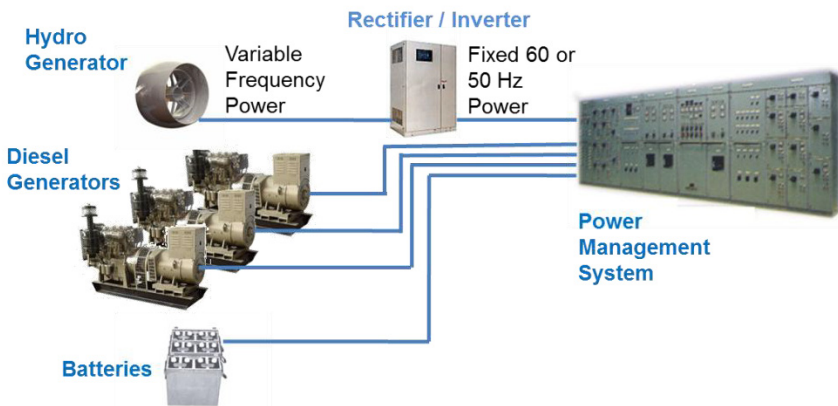 Rectifier / Inverter
Hydro
Generator
Variable
Frequency
Power
Fixed 60 or
50 Hz
Power
Diesel
Generators
Power
Management
System
Batteries